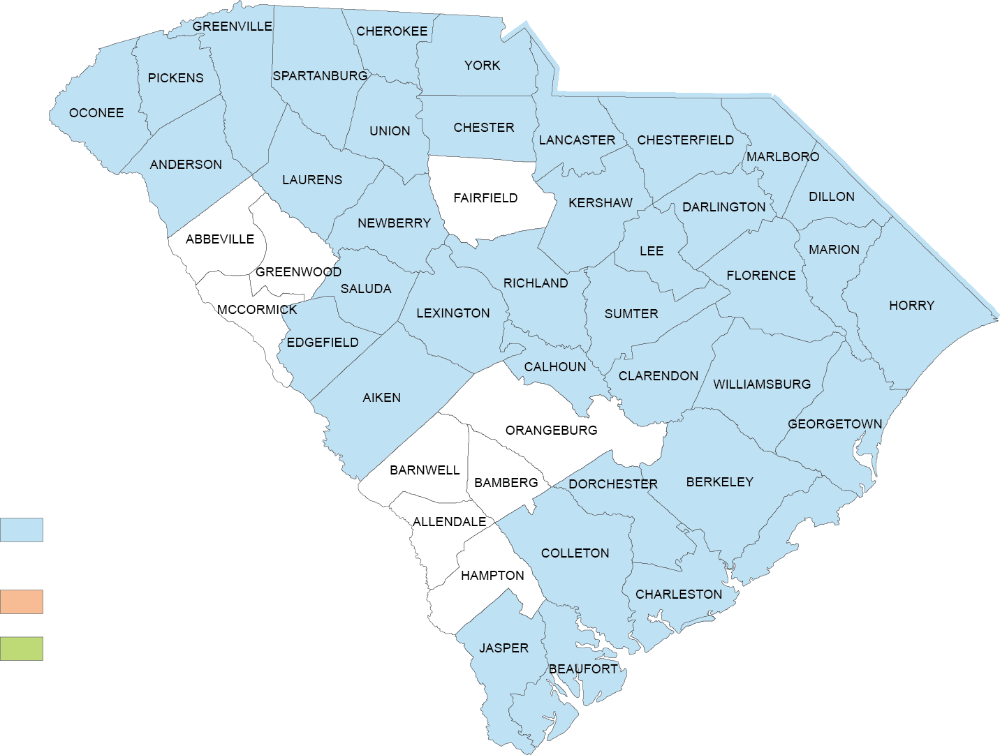 GREENVILLE
CHEROKEE
YORK
SPARTANBURG
PICKENS
OCONEE
UNION
CHESTER
LANCASTER
CHESTERFIELD
MARLBORO
ANDERSON
LAURENS
FAIRFIELD
KERSHAW
DARLINGTON
DILLON
NEWBERRY
ABBEVILLE
LEE
MARION
GREENWOOD
SALUDA
RICHLAND
FLORENCE
MCCORMICK
LEXINGTON
SUMTER
HORRY
EDGEFIELD
CALHOUN
CLARENDON
WILLIAMSBURG
AIKEN
ORANGEBURG
GEORGETOWN
BARNWELL
BAMBERG
DORCHESTER
BERKELEY
ALLENDALE
COLLETON
HAMPTON
CHARLESTON
JASPER
BEAUFORT